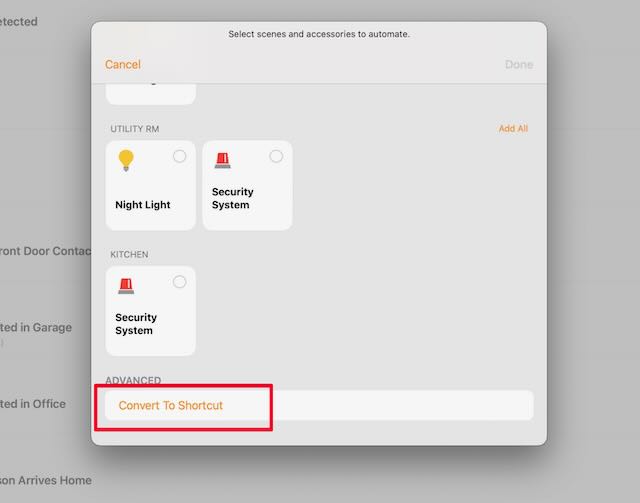 etected
Select scenes and accessories to automate.
Cancel
Done
UTILITY RM
Add All
Night Light
Security
System
ront Door Contac
KITCHEN
Security
System
ted in Garage
ADVANCED
Convert To Shortcut
ted in Office
son Arrives Home